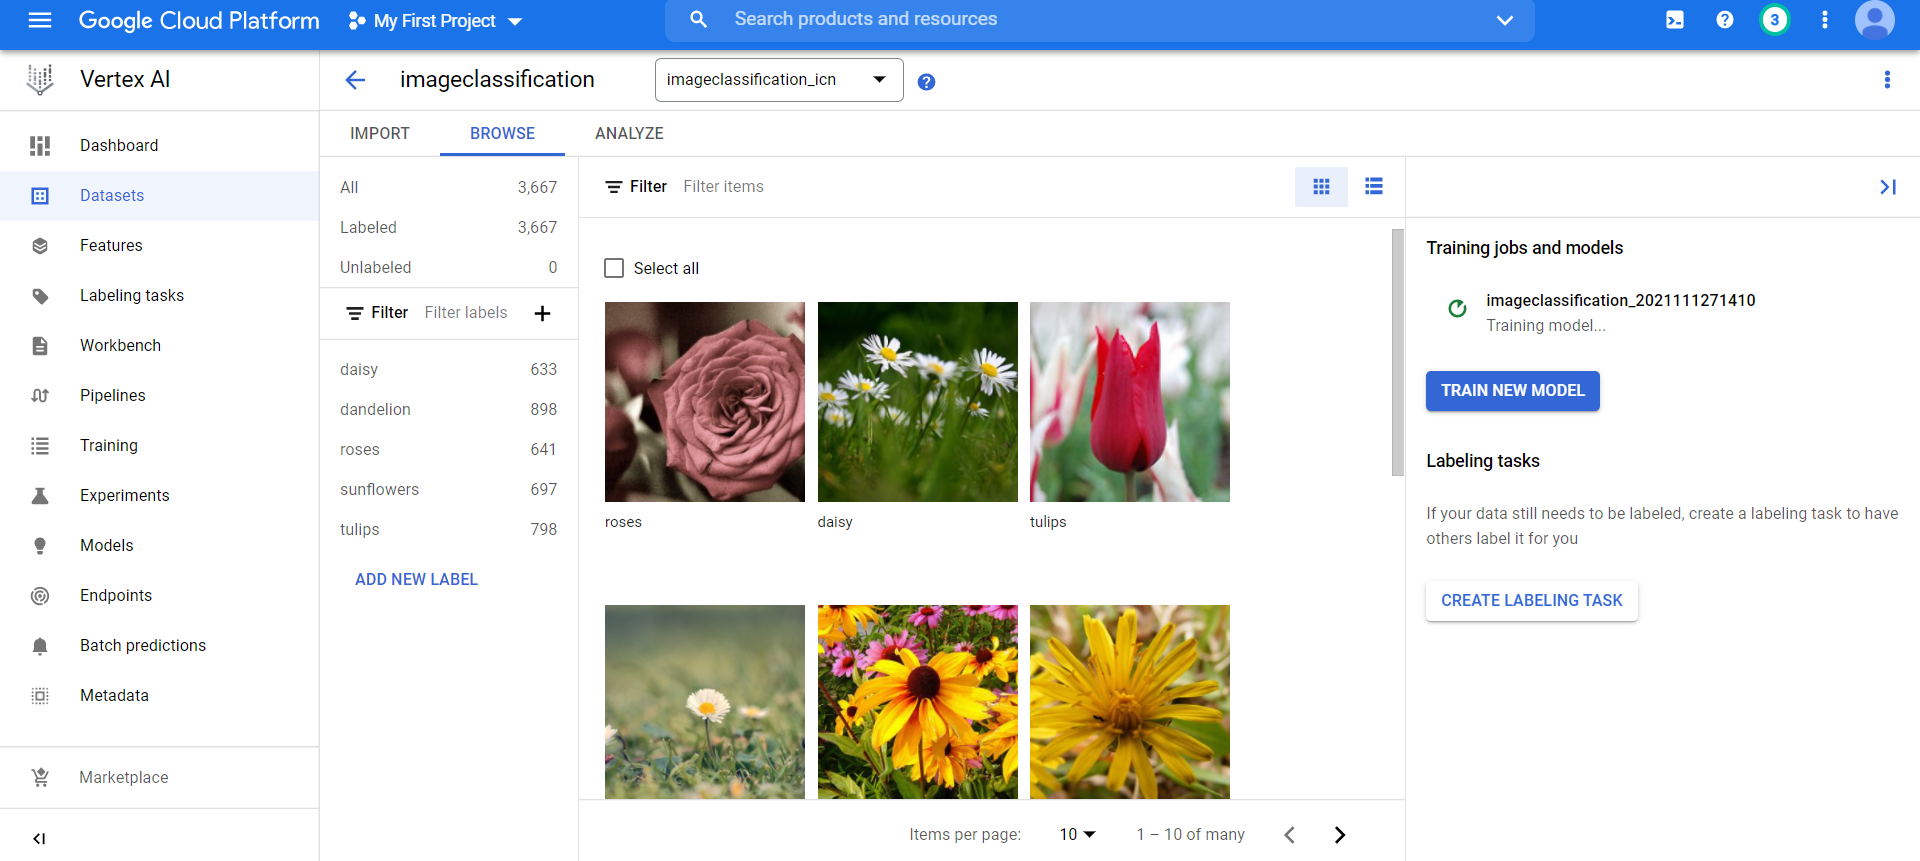 Google Cloud Platform
My First Project
Search products and resources
3
Vertex AI
imageclassification
imageclassification_icn
IMPORT
BROWSE
ANALYZE
Dashboard
Datasets
Features
Labeling tasks
Workbench
Pipelines
Training
Experiments
Models
Endpoints
Batch predictions
Metadata
Marketplace
All 3,667
Labeled 3,667
Unlabeled 0
Filter Filter labels
daisy 633
dandelion 898
roses 641
sunflowers 697
tulips 798
ADD NEW LABEL
Filter Filter items
Select all
roses
daisy
tulips
Items per page: 10 1 – 10 of many
Training jobs and models
imageclassification_2021111271410
Training model...
TRAIN NEW MODEL
Labeling tasks
If your data still needs to be labeled, create a labeling task to have
others label it for you
CREATE LABELING TASK